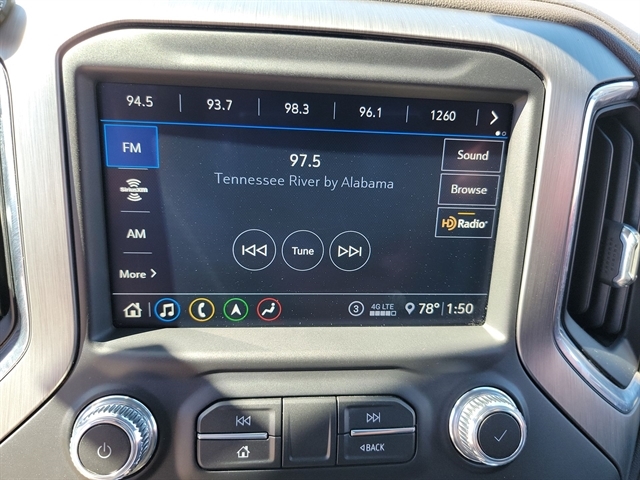 94.5 93.7 98.3 96.1 1260
FM
SiriusXM
AM
More
97.5
Tennessee River by Alabama
Tune
Sound
Browse
HD Radio
3 4G LTE 78° 1:50
BACK